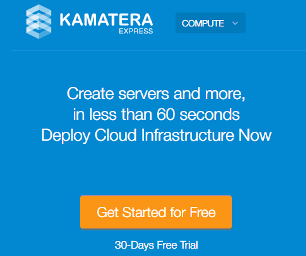 KAMATERA
EXPRESS
COMPUTE
Create servers and more,
in less than 60 seconds
Deploy Cloud Infrastructure Now
Get Started for Free
30-Days Free Trial